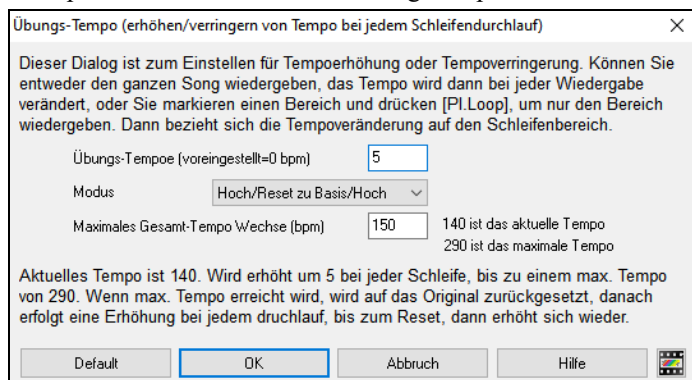 Übungs-Tempo (erhöhen/verringern von Tempo bei jedem Schleifendurchlauf)
Dieser Dialog ist zum Einstellen für Tempoerhöhung oder Tempoverringerung. Können Sie
entweder den ganzen Song wiedergeben, das Tempo wird dann bei jeder Wiedergabe
verändert, oder Sie markieren einen Bereich und drücken [Pl.Loop], um nur den Bereich
wiedergeben. Dann bezieht sich die Tempoveränderung auf den Schleifenbereich.
Übungs-Tempoe (voreingestellt=0 bpm) 5
Modus Hoch/Reset zu Basis/Hoch
Maximales Gesamt-Tempo Wechse (bpm) 150 140 ist das aktuelle Tempo
290 ist das maximale Tempo
Aktuelles Tempo ist 140. Wird erhöht um 5 bei jeder Schleife, bis zu einem max. Tempo
von 290. Wenn max. Tempo erreicht wird, wird auf das Original zurückgesetzt, danach
erfolgt eine Erhöhung bei jedem druchlauf, bis zum Reset, dann erhöht sich wieder.
Default OK Abbruch Hilfe